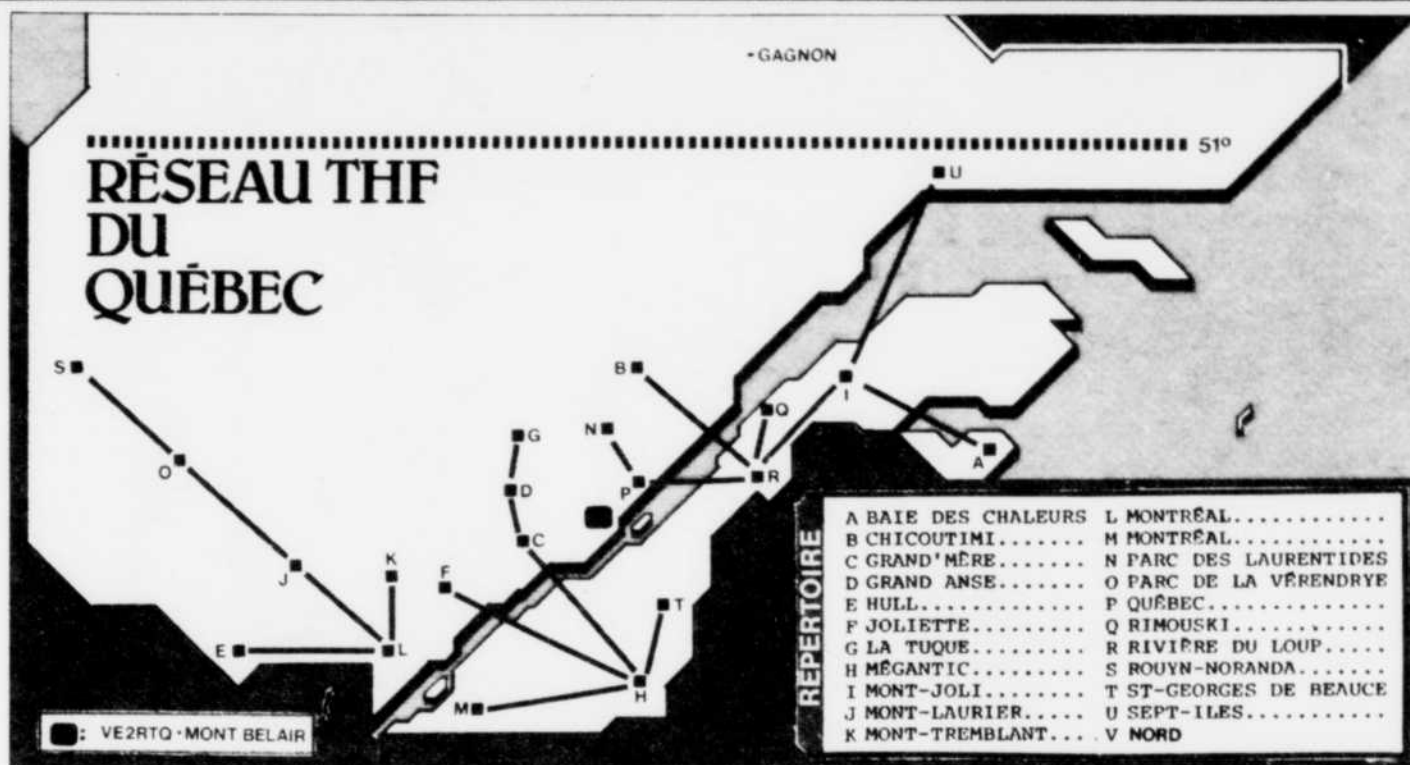 -GAGNON
51º
RÉSEAU THF
DU
QUÉBEC
U
S
B
I
Q
G
N
A
O
D
P
R
C
K
F
J
T
E
L
H
M
: VE2RTQ·MONT BELAIR
REPERTOIRE
A BAIE DES CHALEURS L MONTRÉAL............
B CHICOUTIMI....... M MONTRÉAL............
C GRAND'MÈRE....... N PARC DES LAURENTIDES
D GRAND ANSE....... O PARC DE LA VÉRENDRYE
E HULL............. P QUÉBEC..............
F JOLIETTE......... Q RIMOUSKI............
G LA TUQUE......... R RIVIÈRE DU LOUP.....
H MÉGANTIC......... S ROUYN-NORANDA.......
I MONT-JOLI........ T ST-GEORGES DE BEAUCE
J MONT-LAURIER..... U SEPT-ILES...........
K MONT-TREMBLANT.... V NORD